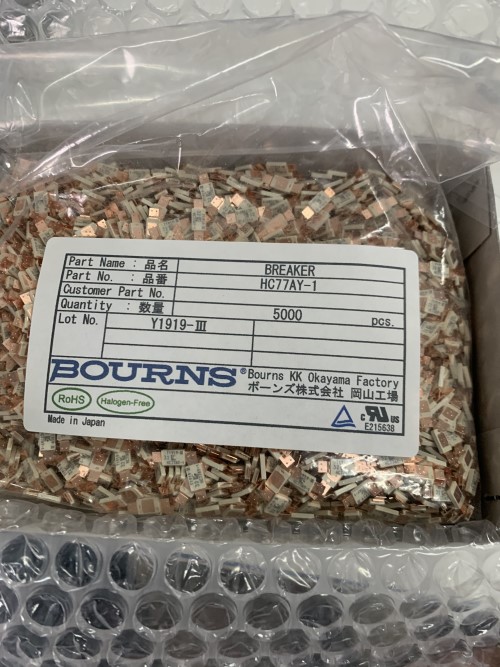 Part Name : 品名 BREAKER
Part No. : 品番 HC77AY-1
Customer Part No.
Quantity : 数量 5000 pcs.
Lot No. Y1919-Ⅲ
BOURNS® Bourns KK Okayama Factory
ボーンズ株式会社 岡山工場
RoHS Halogen-Free
c RU US
E215638
Made in Japan